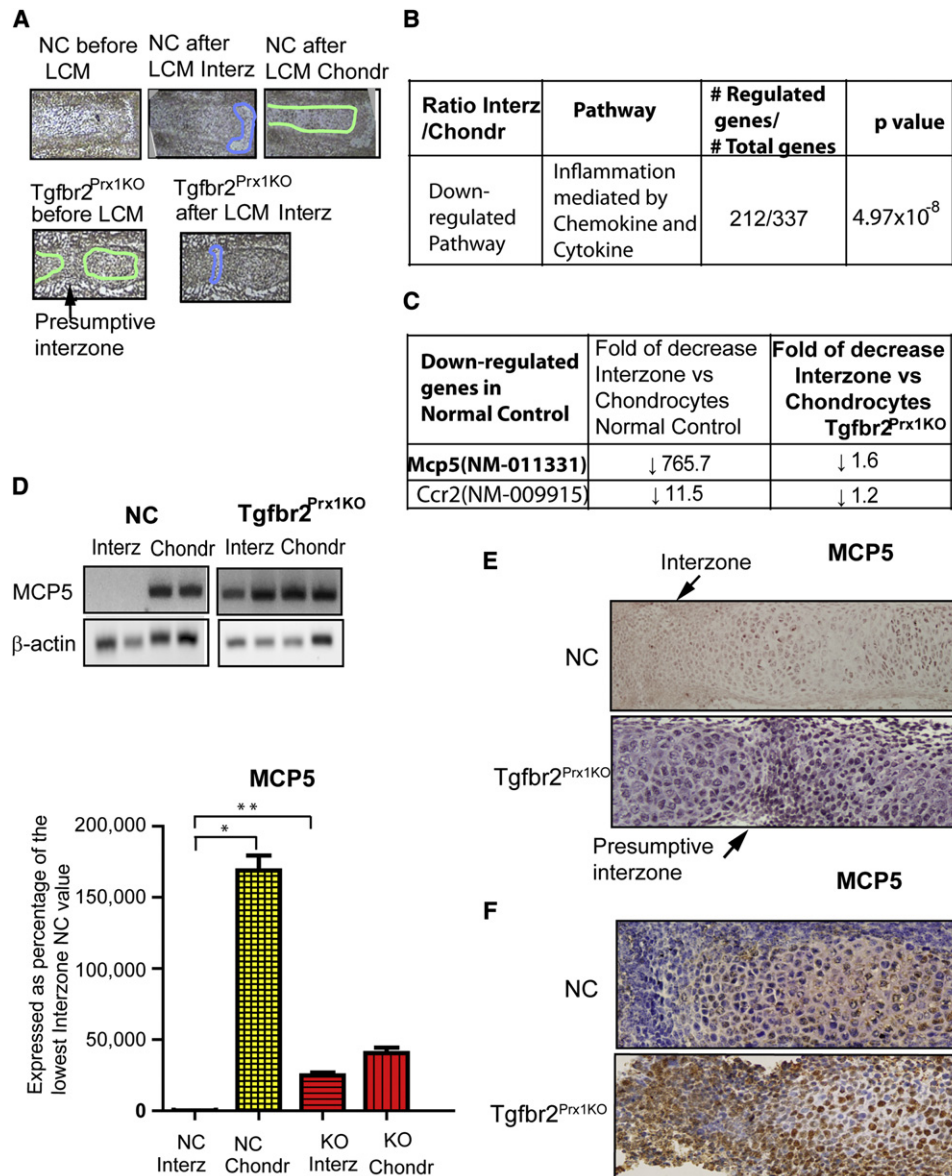 A
NC before
LCM
NC after
LCM Interz
NC after
LCM Chondr
Tgfbr2Prx1KO
before LCM
Tgfbr2Prx1KO
after LCM Interz
Presumptive
interzone
B
Ratio Interz
/Chondr
Pathway
# Regulated
genes/
# Total genes
p value
Down-
regulated
Pathway
Inflammation
mediated by
Chemokine and
Cytokine
212/337
4.97x10-8
C
Down-regulated
genes in
Normal Control
Fold of decrease
Interzone vs
Chondrocytes
Normal Control
Fold of decrease
Interzone vs
Chondrocytes
Tgfbr2Prx1KO
Mcp5(NM-011331)
↓ 765.7
↓ 1.6
Ccr2(NM-009915)
↓ 11.5
↓ 1.2
D
NC
Tgfbr2Prx1KO
Interz Chondr
Interz Chondr
MCP5
β-actin
MCP5
Expressed as percentage of the
lowest Interzone NC value
200,000
150,000
100,000
50,000
0
**
*
NC
Interz
NC
Chondr
KO
Interz
KO
Chondr
E
MCP5
Interzone
NC
Tgfbr2Prx1KO
Presumptive
interzone
F
MCP5
NC
Tgfbr2Prx1KO